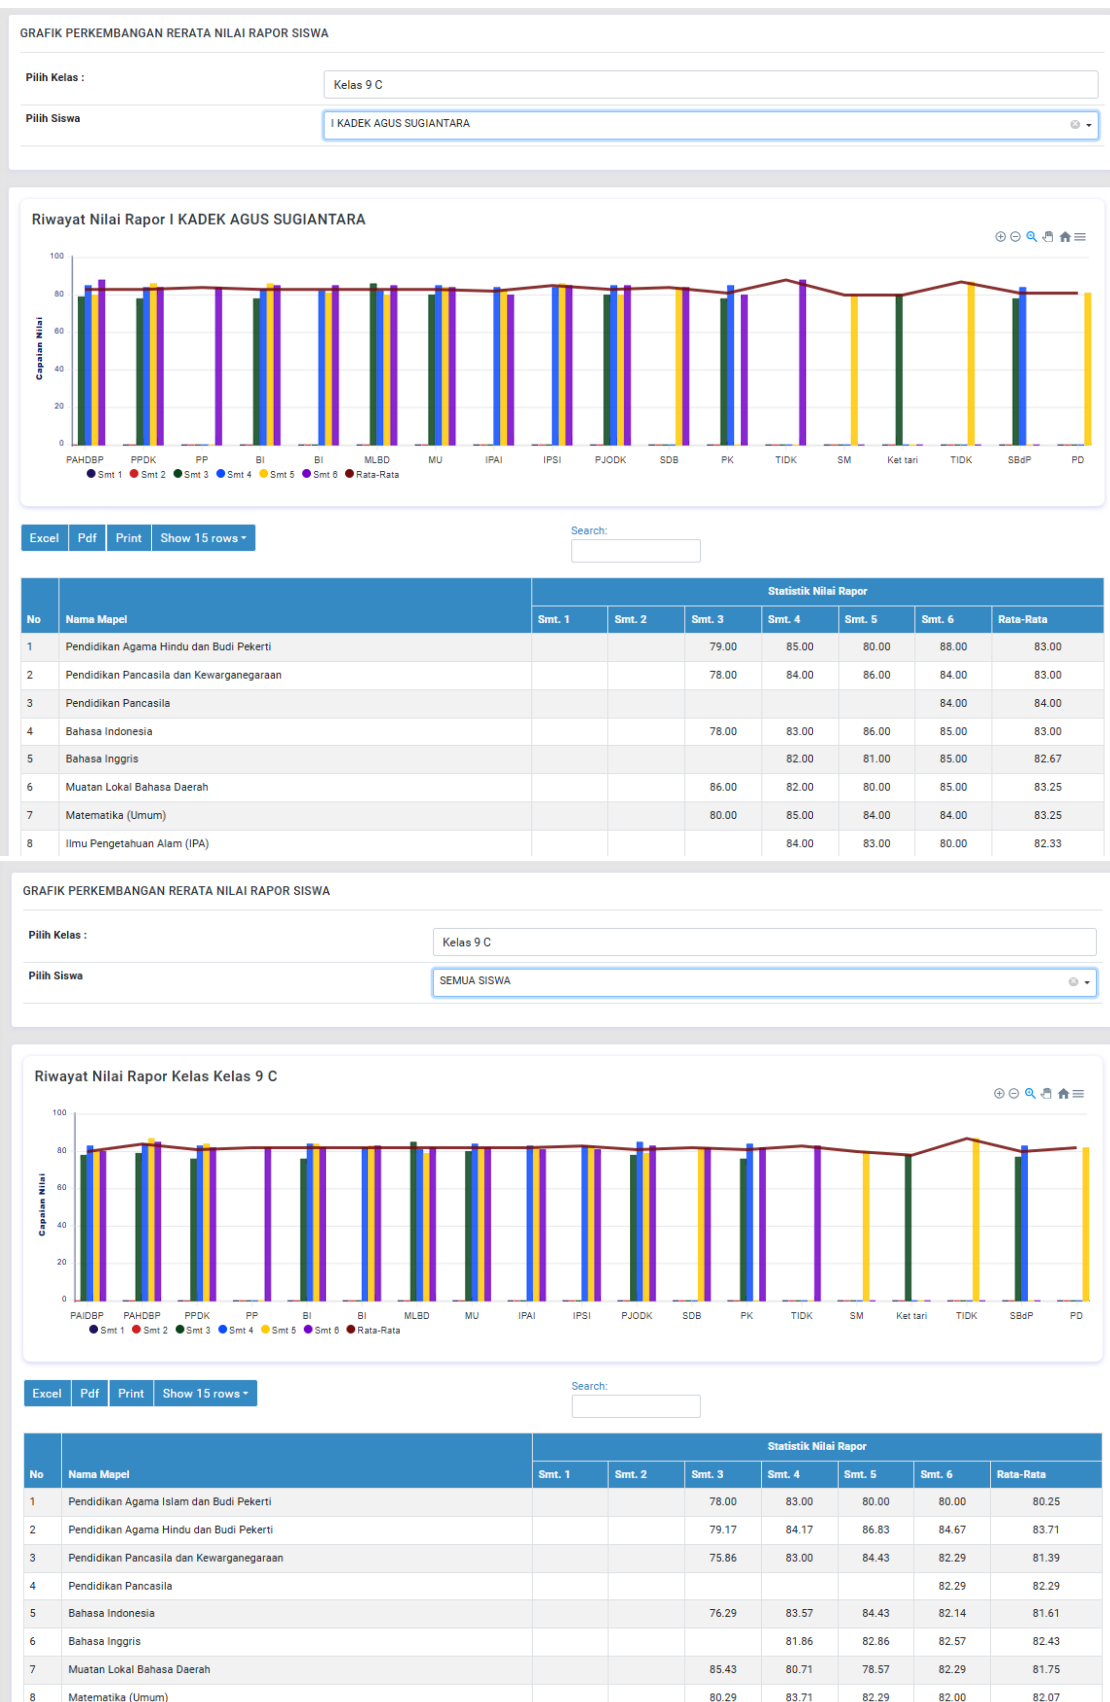 GRAFIK PERKEMBANGAN RERATA NILAI RAPOR SISWA
Pilih Kelas :
Kelas 9 C
Pilih Siswa
I KADEK AGUS SUGIANTARA
Riwayat Nilai Rapor I KADEK AGUS SUGIANTARA
100
80
60
40
20
0
Capaian Nilai
PAHDBP PPDK PP BI BI MLBD MU IPAI IPSI PJODK SDB PK TIDK SM Ket tari TIDK SBdP PD
Smt 1 Smt 2 Smt 3 Smt 4 Smt 5 Smt 6 Rata-Rata
Excel Pdf Print Show 15 rows
Search:
Statistik Nilai Rapor
No Nama Mapel Smt. 1 Smt. 2 Smt. 3 Smt. 4 Smt. 5 Smt. 6 Rata-Rata
1 Pendidikan Agama Hindu dan Budi Pekerti 79.00 85.00 80.00 88.00 83.00
2 Pendidikan Pancasila dan Kewarganegaraan 78.00 84.00 86.00 84.00 83.00
3 Pendidikan Pancasila 84.00 84.00
4 Bahasa Indonesia 78.00 83.00 86.00 85.00 83.00
5 Bahasa Inggris 82.00 81.00 85.00 82.67
6 Muatan Lokal Bahasa Daerah 86.00 82.00 80.00 85.00 83.25
7 Matematika (Umum) 80.00 85.00 84.00 84.00 83.25
8 Ilmu Pengetahuan Alam (IPA) 84.00 83.00 80.00 82.33
GRAFIK PERKEMBANGAN RERATA NILAI RAPOR SISWA
Pilih Kelas :
Kelas 9 C
Pilih Siswa
SEMUA SISWA
Riwayat Nilai Rapor Kelas Kelas 9 C
100
80
60
40
20
0
Capaian Nilai
PAIDBP PAHDBP PPDK PP BI BI MLBD MU IPAI IPSI PJODK SDB PK TIDK SM Ket tari TIDK SBdP PD
Smt 1 Smt 2 Smt 3 Smt 4 Smt 5 Smt 6 Rata-Rata
Excel Pdf Print Show 15 rows
Search:
Statistik Nilai Rapor
No Nama Mapel Smt. 1 Smt. 2 Smt. 3 Smt. 4 Smt. 5 Smt. 6 Rata-Rata
1 Pendidikan Agama Islam dan Budi Pekerti 78.00 83.00 80.00 80.00 80.25
2 Pendidikan Agama Hindu dan Budi Pekerti 79.17 84.17 86.83 84.67 83.71
3 Pendidikan Pancasila dan Kewarganegaraan 75.86 83.00 84.43 82.29 81.39
4 Pendidikan Pancasila 82.29 82.29
5 Bahasa Indonesia 76.29 83.57 84.43 82.14 81.61
6 Bahasa Inggris 81.86 82.86 82.57 82.43
7 Muatan Lokal Bahasa Daerah 85.43 80.71 78.57 82.29 81.75
8 Matematika (Umum) 80.29 83.71 82.29 82.00 82.07